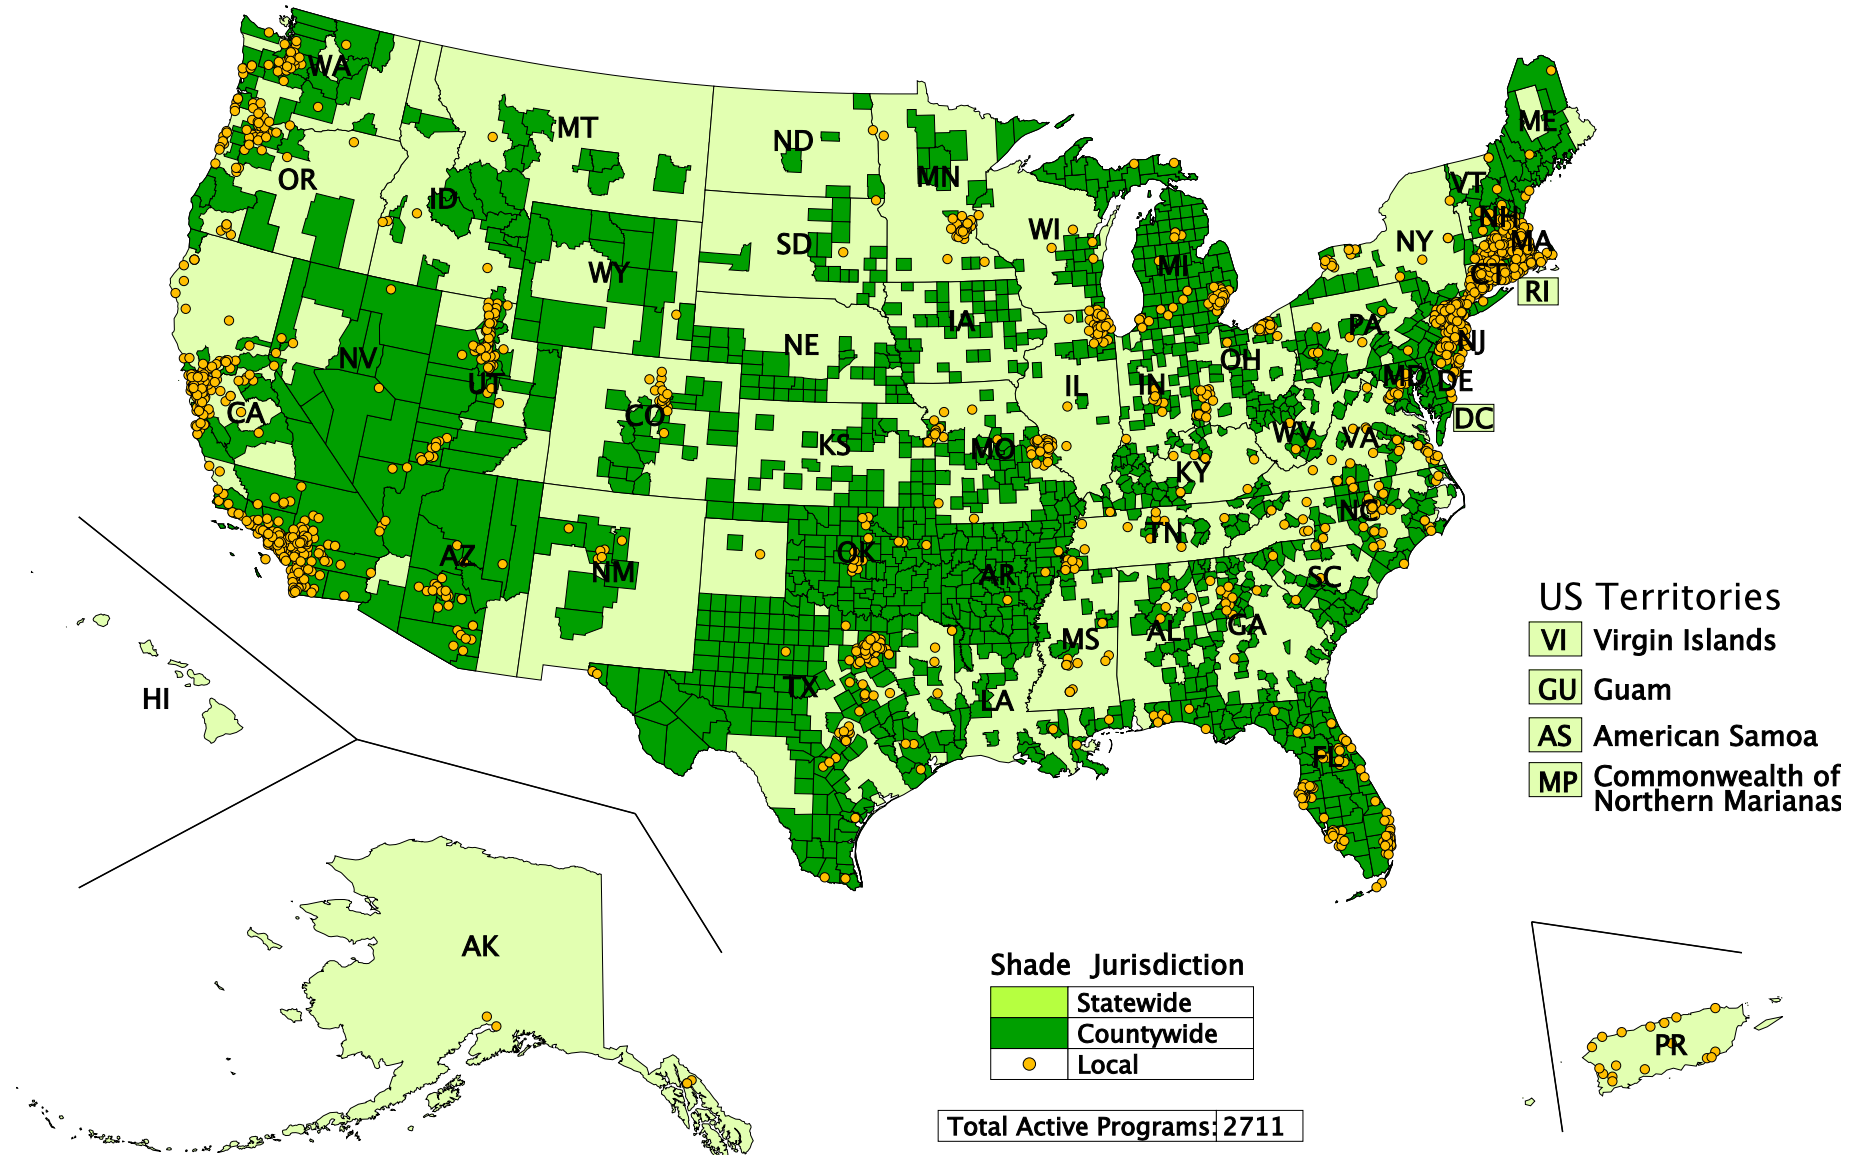 WA
MT
ND
MN
ME
OR
ID
VT
NH
WI
NY
MA
SD
WY
MI
CT
RI
IA
PA
NE
NV
OH
NJ
UT
IL
IN
MD
DE
CO
CA
DC
KS
MO
WV
VA
KY
NC
TN
OK
AZ
NM
AR
SC
US Territories
MS
AL
GA
VI Virgin Islands
HI
TX
LA
GU Guam
AS American Samoa
FL
MP Commonwealth of
Northern Marianas
AK
Shade Jurisdiction
Statewide
Countywide
PR
Local
Total Active Programs: 2711